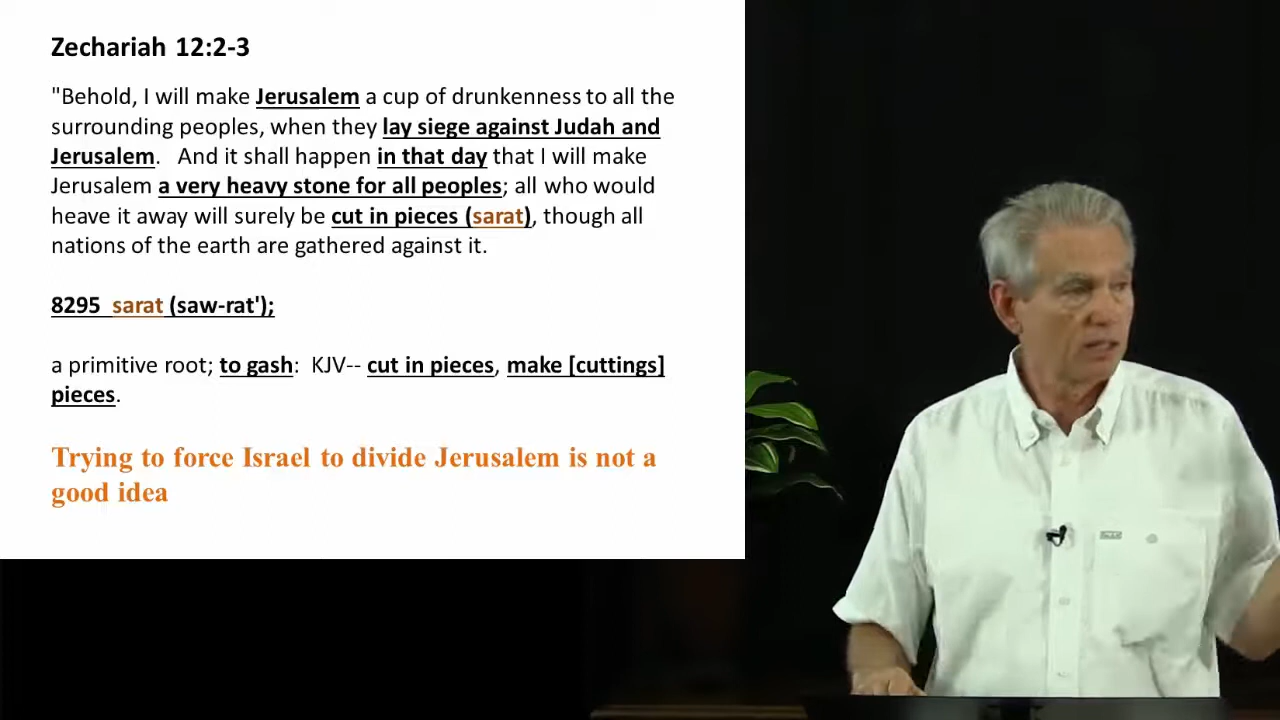 Zechariah 12:2-3
"Behold, I will make Jerusalem a cup of drunkenness to all the
surrounding peoples, when they lay siege against Judah and
Jerusalem. And it shall happen in that day that I will make
Jerusalem a very heavy stone for all peoples; all who would
heave it away will surely be cut in pieces (sarat), though all
nations of the earth are gathered against it.
8295 sarat (saw-rat');
a primitive root; to gash: KJV-- cut in pieces, make [cuttings]
pieces.
Trying to force Israel to divide Jerusalem is not a
good idea